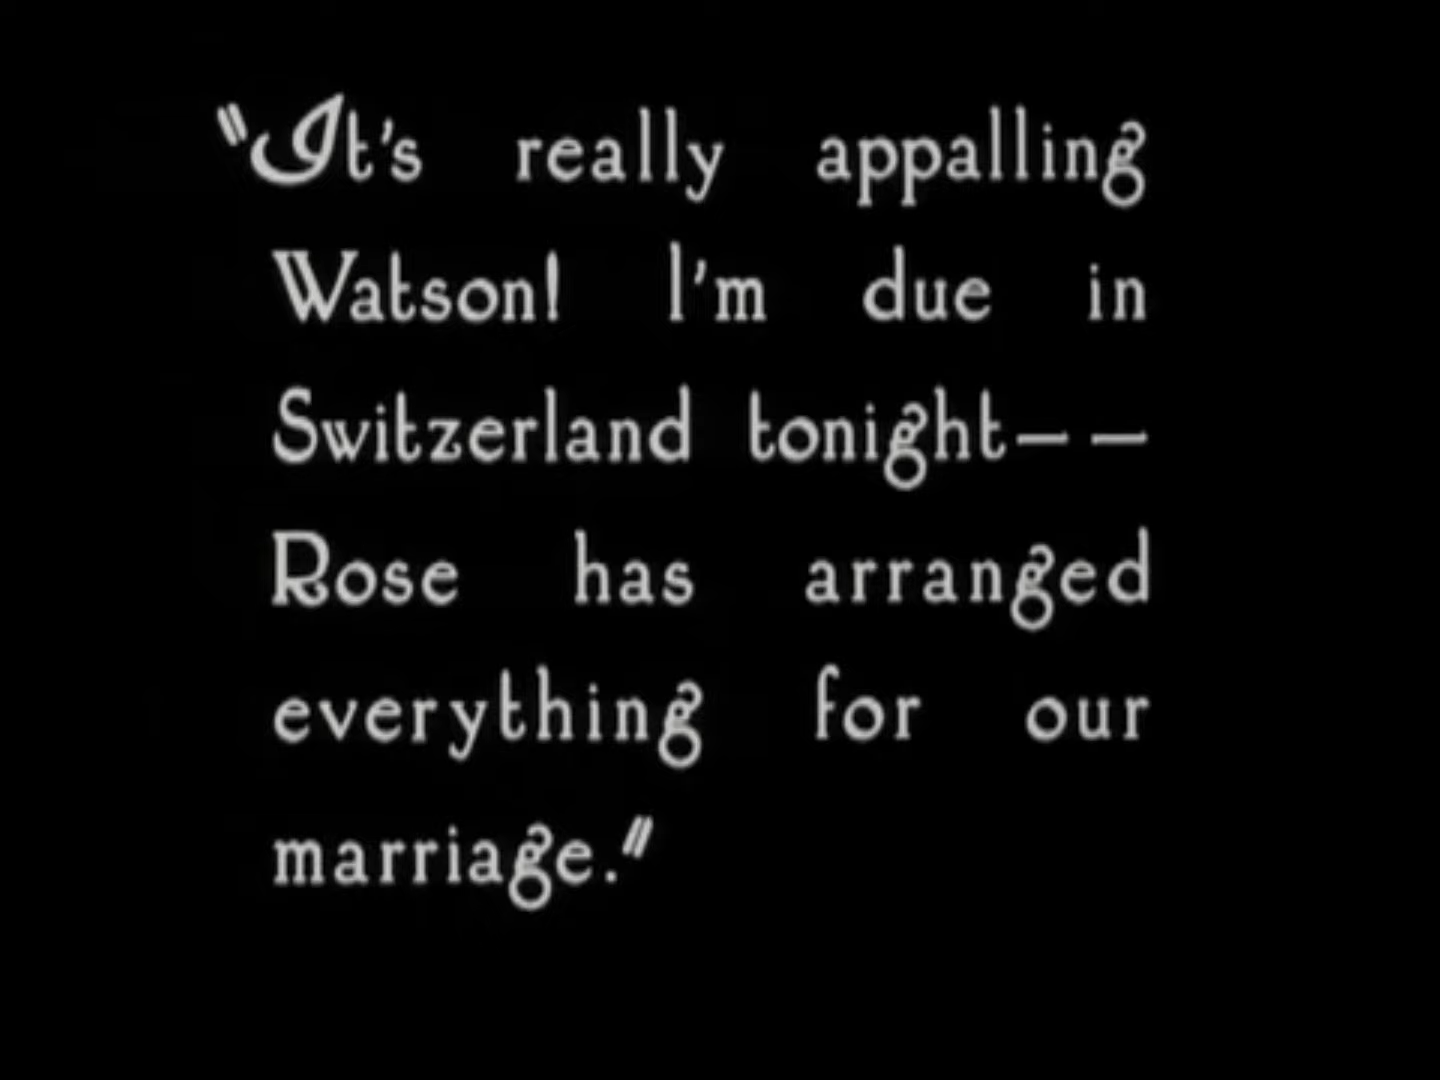 "It's really appalling
Watson! I'm due in
Switzerland tonight——
Rose has arranged
everything for our
marriage."